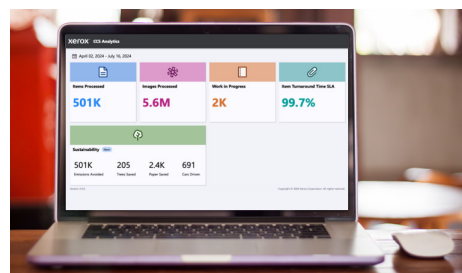 xerox CCS Analytics
April 02, 2024 - July 16, 2024
Items Processed
501K
Images Processed
5.6M
Work in Progress
2K
Item Turnaround Time SLA
99.7%
Sustainability New
501K 205 2.4K 691
Emissions Avoided Trees Saved Paper Saved Cars Driven